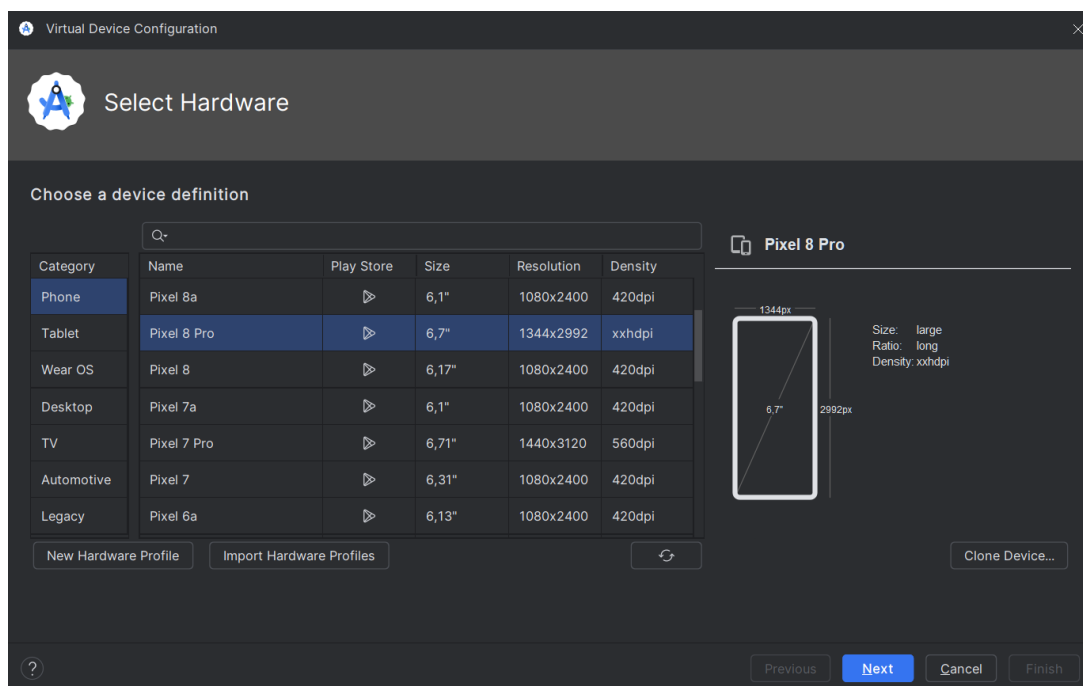 Virtual Device Configuration
Select Hardware
Choose a device definition
Category
Phone
Tablet
Wear OS
Desktop
TV
Automotive
Legacy
Name Play Store Size Resolution Density
Pixel 8a 6,1" 1080x2400 420dpi
Pixel 8 Pro 6,7" 1344x2992 xxhdpi
Pixel 8 6,17" 1080x2400 420dpi
Pixel 7a 6,1" 1080x2400 420dpi
Pixel 7 Pro 6,71" 1440x3120 560dpi
Pixel 7 6,31" 1080x2400 420dpi
Pixel 6a 6,13" 1080x2400 420dpi
New Hardware Profile Import Hardware Profiles
Pixel 8 Pro
1344px
6,7"
2992px
Size: large
Ratio: long
Density: xxhdpi
Clone Device...
?
Previous Next Cancel Finish